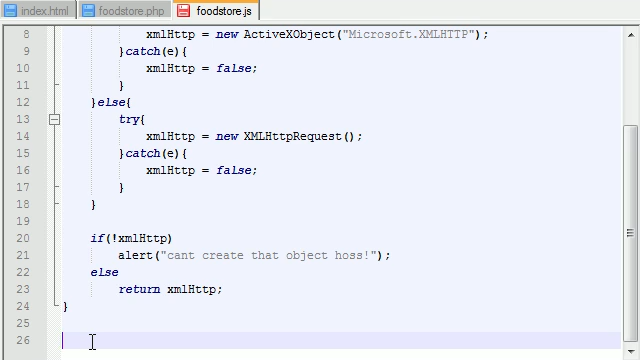 index.html foodstore.php foodstore.js
8 xmlHttp = new ActiveXObject("Microsoft.XMLHTTP");
9 }catch(e){
10 xmlHttp = false;
11 }
12 }else{
13 try{
14 xmlHttp = new XMLHttpRequest();
15 }catch(e){
16 xmlHttp = false;
17 }
18 }
19
20 if(!xmlHttp)
21 alert("cant create that object hoss!");
22 else
23 return xmlHttp;
24 }
25
26